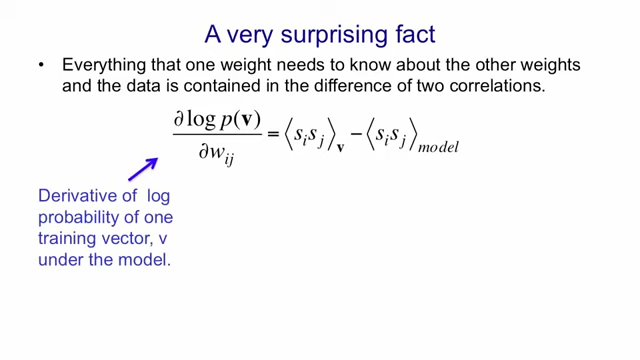 A very surprising fact
• Everything that one weight needs to know about the other weights
and the data is contained in the difference of two correlations.
∂ log p(v) / ∂w_ij = ⟨s_i s_j⟩_v − ⟨s_i s_j⟩_model
Derivative of log
probability of one
training vector, v
under the model.